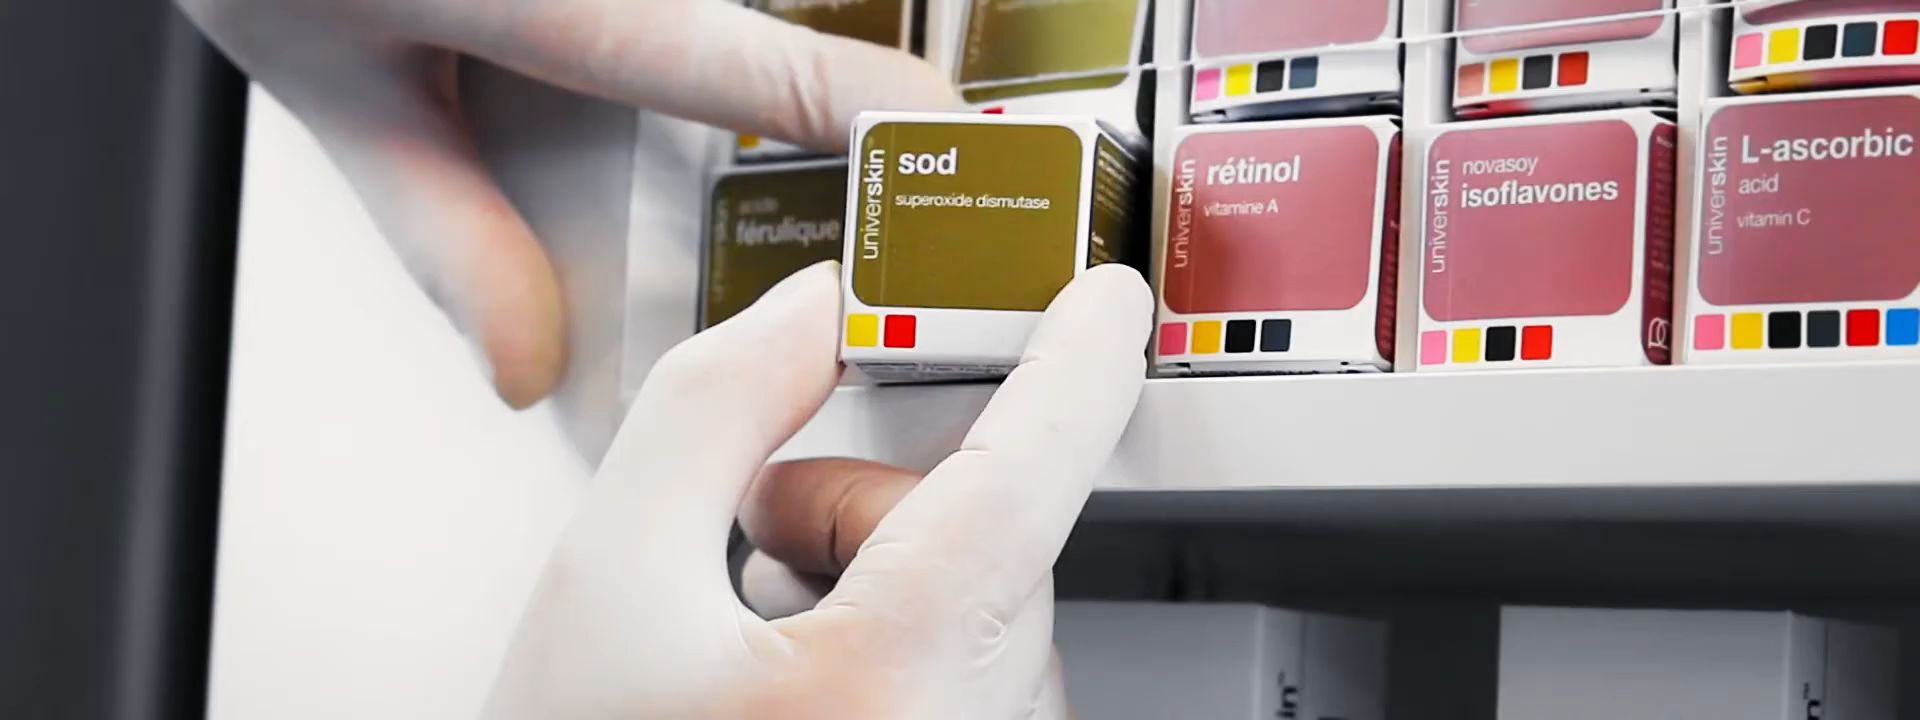 acide
férulique
universkin
sod
superoxide dismutase
universkin
rétinol
vitamine A
universkin
novasoy
isoflavones
universkin
L-ascorbic
acid
vitamin C